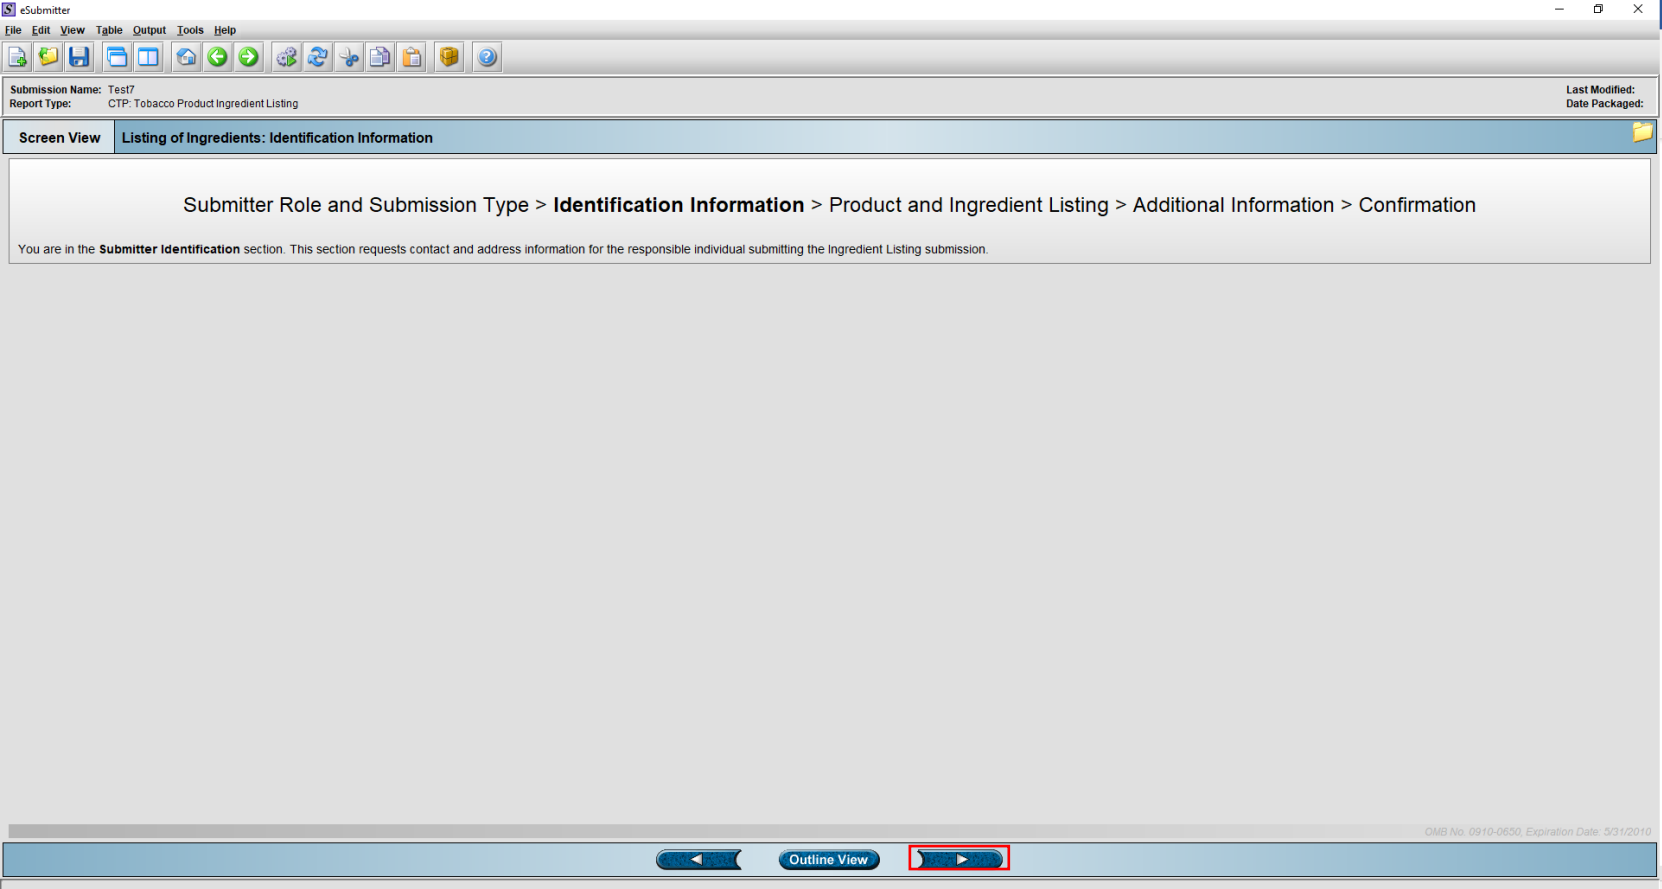 eSubmitter
File Edit View Table Output Tools Help
Submission Name: Test7
Last Modified:
Report Type: CTP: Tobacco Product Ingredient Listing
Date Packaged:
Screen View
Listing of Ingredients: Identification Information
Submitter Role and Submission Type > Identification Information > Product and Ingredient Listing > Additional Information > Confirmation
You are in the Submitter Identification section. This section requests contact and address information for the responsible individual submitting the Ingredient Listing submission.
OMB No. 0910-0650, Expiration Date: 5/31/2010
Outline View